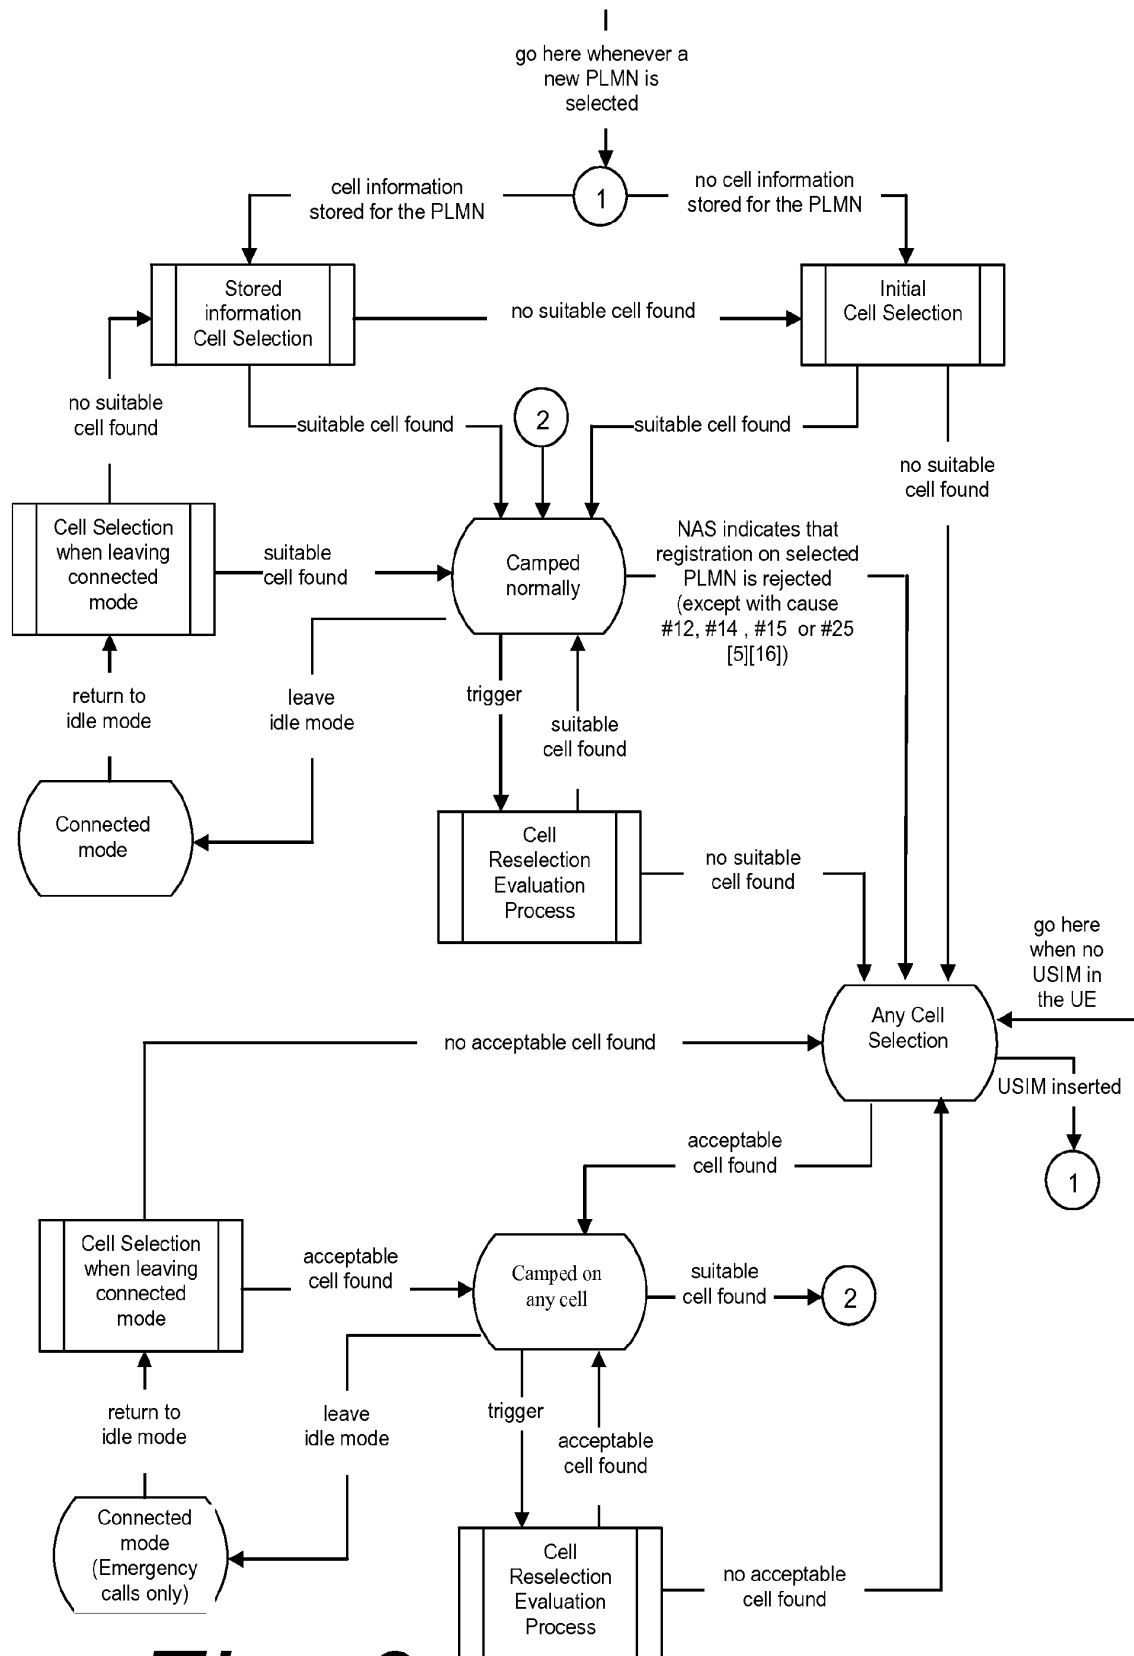 go here whenever a
new PLMN is
selected
1
cell information
stored for the PLMN
no cell information
stored for the PLMN
Stored
information
Cell Selection
no suitable cell found
Initial
Cell Selection
no suitable
cell found
suitable cell found
2
suitable cell found
no suitable
cell found
Cell Selection
when leaving
connected
mode
suitable
cell found
Camped
normally
NAS indicates that
registration on selected
PLMN is rejected
(except with cause
#12, #14 , #15 or #25
[5][16])
return to
idle mode
leave
idle mode
trigger
suitable
cell found
Connected
mode
Cell
Reselection
Evaluation
Process
no suitable
cell found
go here
when no
USIM in
the UE
Any Cell
Selection
no acceptable cell found
USIM inserted
acceptable
cell found
1
Cell Selection
when leaving
connected
mode
acceptable
cell found
Camped on
any cell
suitable
cell found
2
return to
idle mode
leave
idle mode
trigger
acceptable
cell found
Connected
mode
(Emergency
calls only)
Cell
Reselection
Evaluation
Process
no acceptable
cell found